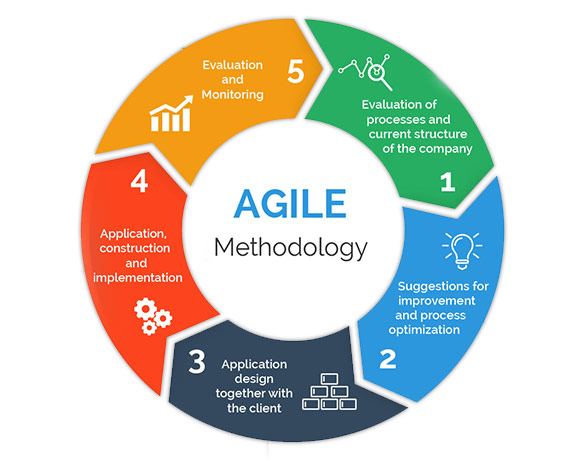 AGILE
Methodology
Evaluation of
processes and
current structure
of the company
1
Suggestions for
improvement
and process
optimization
2
3
Application
design
together with
the client
4
Application,
construction
and
implementation
5
Evaluation
and
Monitoring